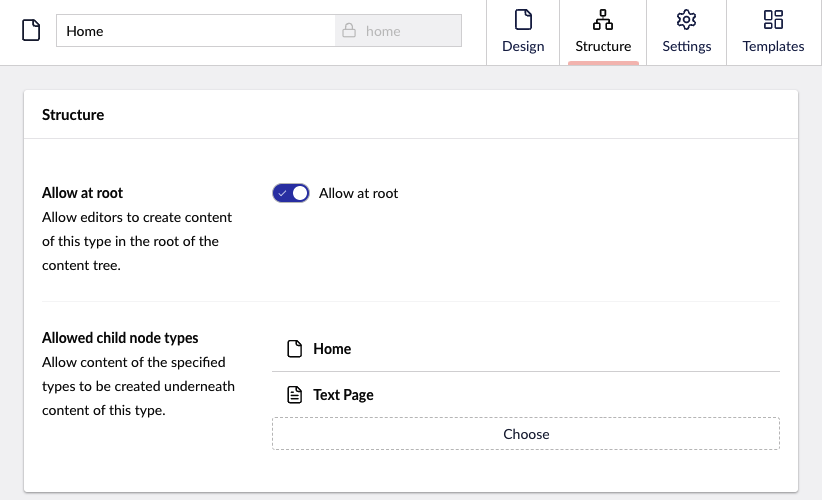 Home
home
Design
Structure
Settings
Templates
Structure
Allow at root
Allow editors to create content
of this type in the root of the
content tree.
Allow at root
Allowed child node types
Allow content of the specified
types to be created underneath
content of this type.
Home
Text Page
Choose